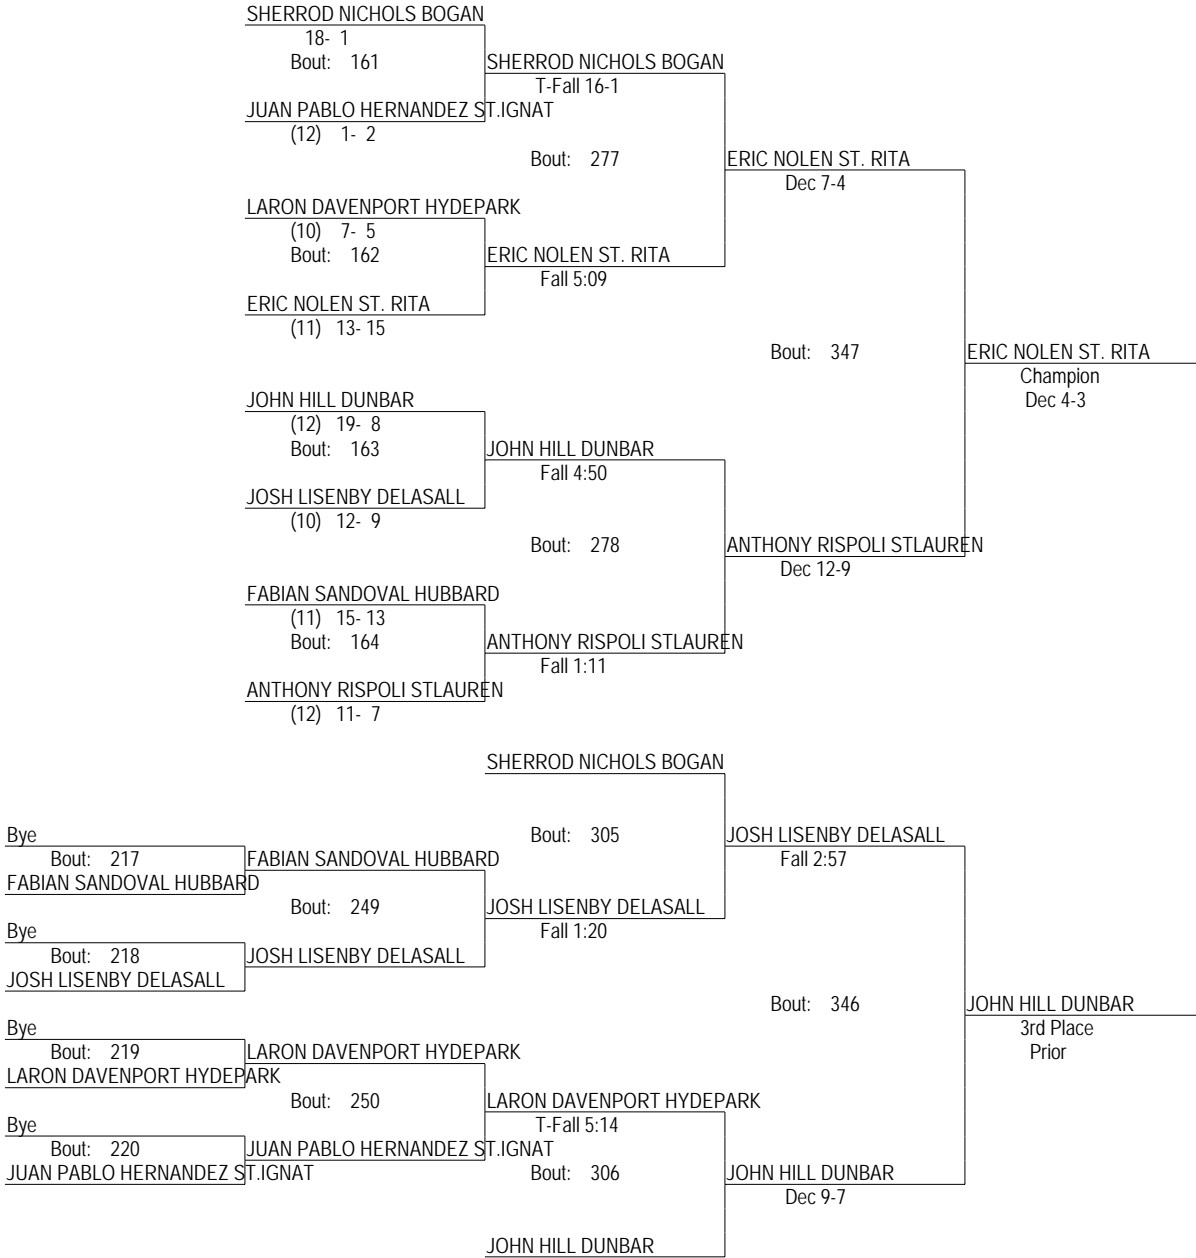 SHERROD NICHOLS BOGAN
18- 1
Bout: 161
SHERROD NICHOLS BOGAN
T-Fall 16-1
JUAN PABLO HERNANDEZ ST.IGNAT
(12) 1- 2
Bout: 277
ERIC NOLEN ST. RITA
Dec 7-4
LARON DAVENPORT HYDEPARK
(10) 7- 5
Bout: 162
ERIC NOLEN ST. RITA
Fall 5:09
ERIC NOLEN ST. RITA
(11) 13- 15
Bout: 347
ERIC NOLEN ST. RITA
Champion
Dec 4-3
JOHN HILL DUNBAR
(12) 19- 8
Bout: 163
JOHN HILL DUNBAR
Fall 4:50
JOSH LISENBY DELASALL
(10) 12- 9
Bout: 278
ANTHONY RISPOLI STLAUREN
Dec 12-9
FABIAN SANDOVAL HUBBARD
(11) 15- 13
Bout: 164
ANTHONY RISPOLI STLAUREN
Fall 1:11
ANTHONY RISPOLI STLAUREN
(12) 11- 7
SHERROD NICHOLS BOGAN
Bout: 305
JOSH LISENBY DELASALL
Fall 2:57
Bye
Bout: 217
FABIAN SANDOVAL HUBBARD
FABIAN SANDOVAL HUBBARD
Bout: 249
JOSH LISENBY DELASALL
Fall 1:20
Bye
Bout: 218
JOSH LISENBY DELASALL
JOSH LISENBY DELASALL
Bout: 346
JOHN HILL DUNBAR
3rd Place
Prior
Bye
Bout: 219
LARON DAVENPORT HYDEPARK
LARON DAVENPORT HYDEPARK
Bout: 250
LARON DAVENPORT HYDEPARK
T-Fall 5:14
Bye
Bout: 220
JUAN PABLO HERNANDEZ ST.IGNAT
JUAN PABLO HERNANDEZ ST.IGNAT
Bout: 306
JOHN HILL DUNBAR
Dec 9-7
JOHN HILL DUNBAR